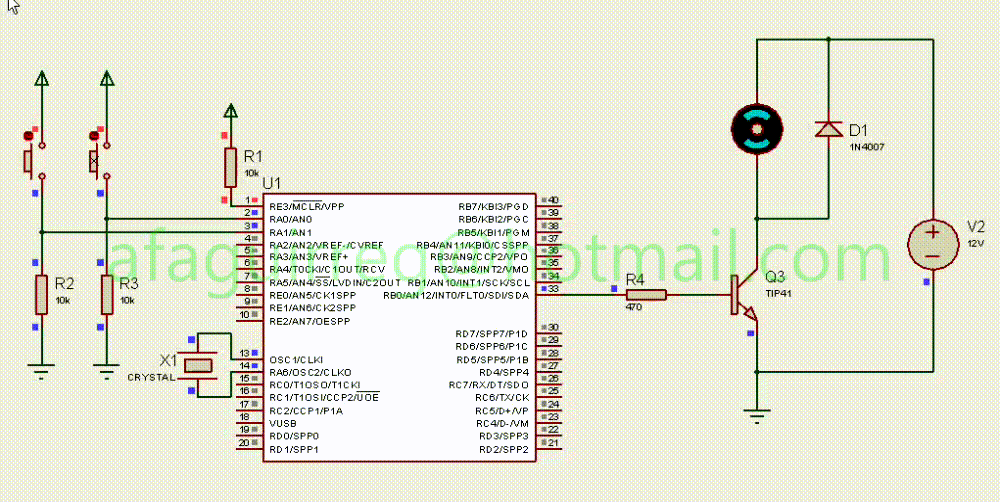 R1
10k
U1
1 RE3/MCLR/VPP RB7/KBI3/PGD 40
2 RA0/AN0 RB6/KBI2/PGC 39
3 RA1/AN1 RB5/KBI1/PGM 38
4 RA2/AN2/VREF-/CVREF RB4/AN11/KBI0/CSSPP 37
5 RA3/AN3/VREF+ RB3/AN9/CCP2/VPO 36
6 RA4/T0CKI/C1OUT/RCV RB2/AN8/INT2/VMO 35
7 RA5/AN4/SS/LVDIN/C2OUT RB1/AN10/INT1/SCK/SCL 34
8 RE0/AN5/CK1SPP RB0/AN12/INT0/FLT0/SDI/SDA 33
9 RE1/AN6/CK2SPP
10 RE2/AN7/OESPP
RD7/SPP7/P1D 30
RD6/SPP6/P1C 29
13 OSC1/CLKI RD5/SPP5/P1B 28
14 RA6/OSC2/CLKO RD4/SPP4 27
15 RC0/T1OSO/T1CKI RC7/RX/DT/SDO 26
16 RC1/T1OSI/CCP2/UOE RC6/TX/CK 25
17 RC2/CCP1/P1A RC5/D+/VP 24
18 VUSB RC4/D-/VM 23
19 RD0/SPP0 RD3/SPP3 22
20 RD1/SPP1 RD2/SPP2 21
R2
10k
R3
10k
X1
CRYSTAL
R4
470
Q3
TIP41
D1
1N4007
V2
12V